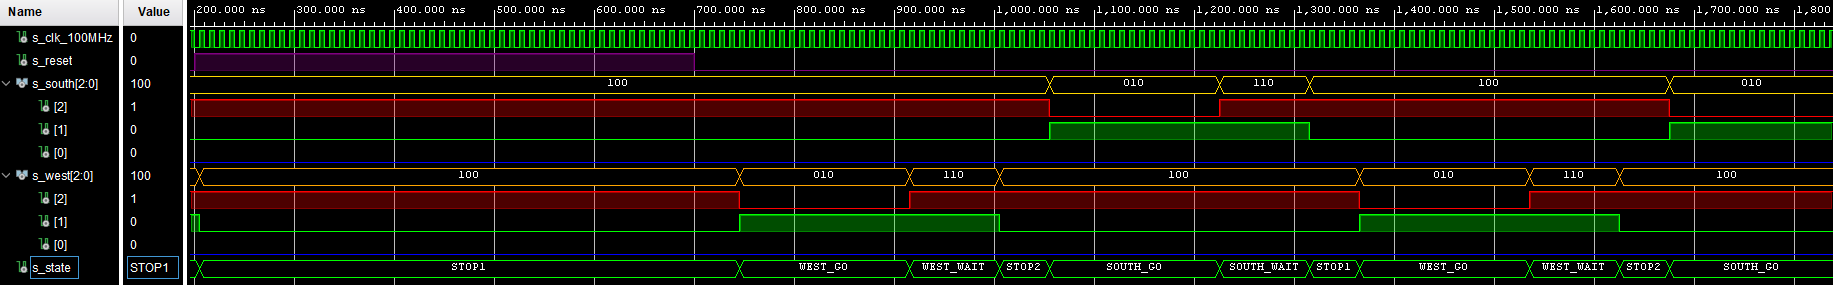 Name Value 200.000 ns 300.000 ns 400.000 ns 500.000 ns 600.000 ns 700.000 ns 800.000 ns 900.000 ns 1,000.000 ns 1,100.000 ns 1,200.000 ns 1,300.000 ns 1,400.000 ns 1,500.000 ns 1,600.000 ns 1,700.000 ns 1,800
s_clk_100MHz 0
s_reset 0
s_south[2:0] 100 100 010 110 100 010
[2] 1
[1] 0
[0] 0
s_west[2:0] 100 100 010 110 100 010 110 100
[2] 1
[1] 0
[0] 0
s_state STOP1 STOP1 WEST_GO WEST_WAIT STOP2 SOUTH_GO SOUTH_WAIT STOP1 WEST_GO WEST_WAIT STOP2 SOUTH_GO